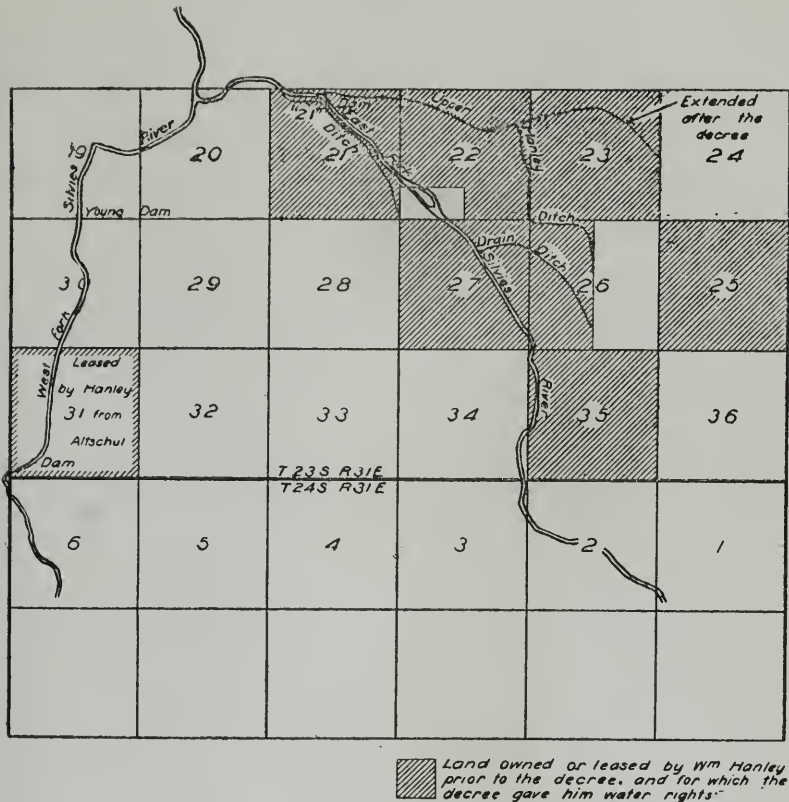 Extended
after the
decree
Upper
Hanley
Drain
East
"21"
Ditch
Fork
River
Silvies
19
20
21
22
23
24
Young Dam
Ditch
Drain
Ditch
Silvies
30
29
28
27
26
25
West Fork
Leased
by Hanley
31 from
Altschul
Dam
32
33
34
River
35
36
T 23 S R 31 E
T 24 S R 31 E
6
5
4
3
2
1
Land owned or leased by Wm Hanley
prior to the decree, and for which the
decree gave him water rights